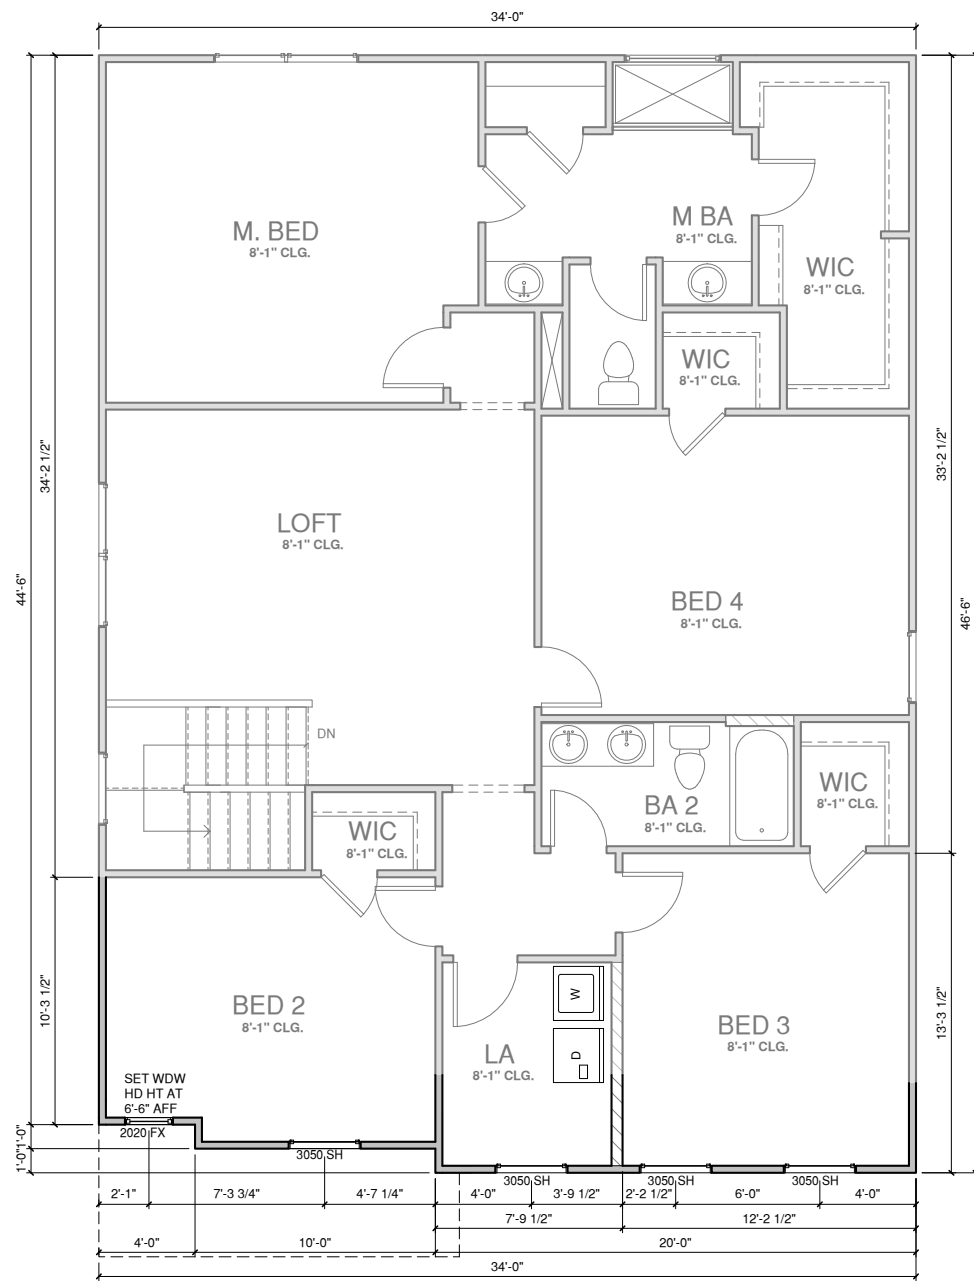 34'-0"
M. BED
8'-1" CLG.
M BA
8'-1" CLG.
WIC
8'-1" CLG.
WIC
8'-1" CLG.
34'-2 1/2"
33'-2 1/2"
LOFT
8'-1" CLG.
44'-6"
BED 4
8'-1" CLG.
46'-6"
DN
WIC
8'-1" CLG.
BA 2
8'-1" CLG.
WIC
8'-1" CLG.
10'-3 1/2"
BED 2
8'-1" CLG.
W
D
LA
8'-1" CLG.
BED 3
8'-1" CLG.
13'-3 1/2"
SET WDW
HD HT AT
6'-6" AFF
2020 FX
1'-0"
1'-0"
3050 SH
3050 SH
3050 SH
3050 SH
2'-1"
7'-3 3/4"
4'-7 1/4"
4'-0"
3'-9 1/2"
2'-2 1/2"
6'-0"
4'-0"
7'-9 1/2"
12'-2 1/2"
4'-0"
10'-0"
20'-0"
34'-0"